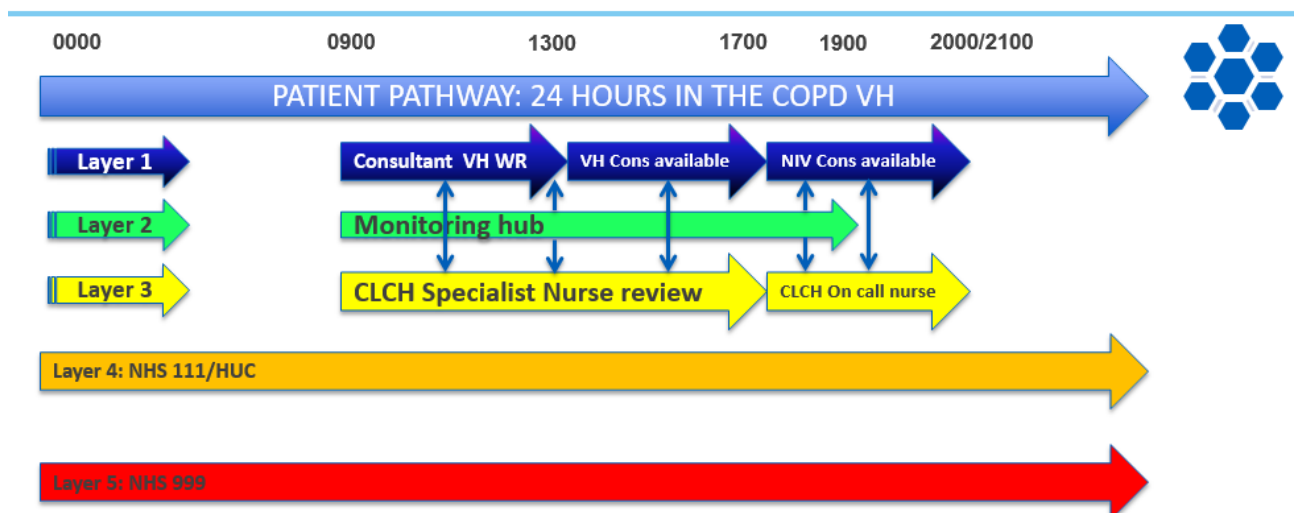 0000 0900 1300 1700 1900 2000/2100
PATIENT PATHWAY: 24 HOURS IN THE COPD VH
Layer 1 Consultant VH WR VH Cons available NIV Cons available
Layer 2 Monitoring hub
Layer 3 CLCH Specialist Nurse review CLCH On call nurse
Layer 4: NHS 111/HUC
Layer 5: NHS 999